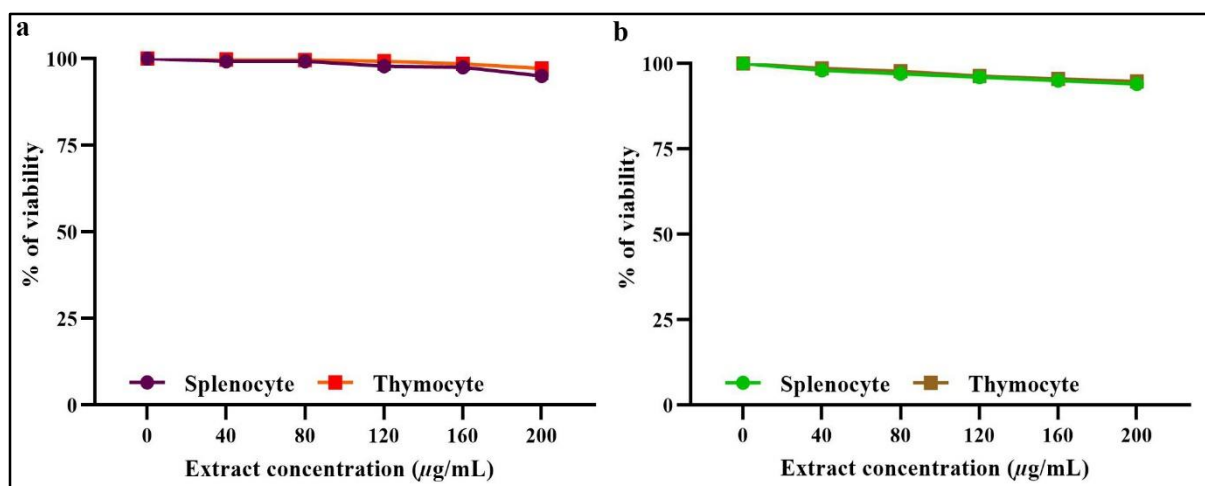 a
% of viability
100
75
50
25
0
Splenocyte Thymocyte
0 40 80 120 160 200
Extract concentration (µg/mL)
b
% of viability
100
75
50
25
0
Splenocyte Thymocyte
0 40 80 120 160 200
Extract concentration (µg/mL)